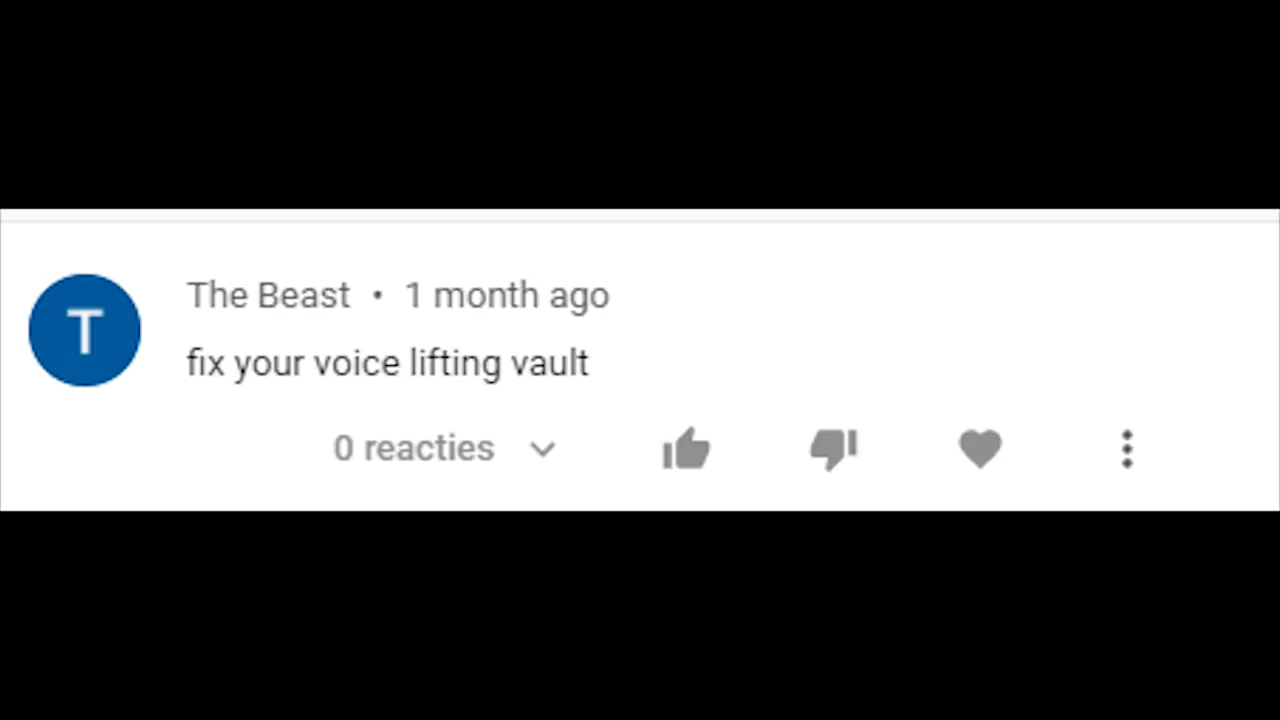 T
The Beast • 1 month ago
fix your voice lifting vault
0 reacties